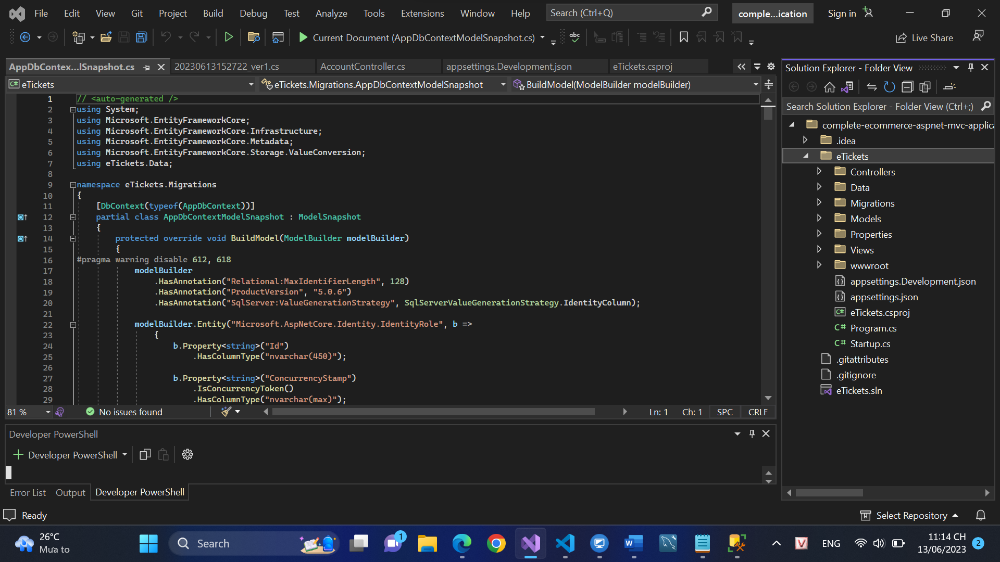 File Edit View Git Project Build Debug Test Analyze Tools Extensions Window Help Search (Ctrl+Q) comple...ication Sign in
Current Document (AppDbContextModelSnapshot.cs) abc Live Share
AppDbContex...lSnapshot.cs 20230613152722_ver1.cs AccountController.cs appsettings.Development.json eTickets.csproj
C# eTickets eTickets.Migrations.AppDbContextModelSnapshot BuildModel(ModelBuilder modelBuilder)
1 // <auto-generated />
2 using System;
3 using Microsoft.EntityFrameworkCore;
4 using Microsoft.EntityFrameworkCore.Infrastructure;
5 using Microsoft.EntityFrameworkCore.Metadata;
6 using Microsoft.EntityFrameworkCore.Storage.ValueConversion;
7 using eTickets.Data;
8
9 namespace eTickets.Migrations
10 {
11 [DbContext(typeof(AppDbContext))]
12 partial class AppDbContextModelSnapshot : ModelSnapshot
13 {
14 protected override void BuildModel(ModelBuilder modelBuilder)
15 {
16 #pragma warning disable 612, 618
17 modelBuilder
18 .HasAnnotation("Relational:MaxIdentifierLength", 128)
19 .HasAnnotation("ProductVersion", "5.0.6")
20 .HasAnnotation("SqlServer:ValueGenerationStrategy", SqlServerValueGenerationStrategy.IdentityColumn);
21
22 modelBuilder.Entity("Microsoft.AspNetCore.Identity.IdentityRole", b =>
23 {
24 b.Property<string>("Id")
25 .HasColumnType("nvarchar(450)");
26
27 b.Property<string>("ConcurrencyStamp")
28 .IsConcurrencyToken()
29 .HasColumnType("nvarchar(max)");
81 % No issues found Ln: 1 Ch: 1 SPC CRLF
Developer PowerShell
Developer PowerShell
Error List Output Developer PowerShell
Solution Explorer - Folder View
Search Solution Explorer - Folder View (Ctrl+;)
complete-ecommerce-aspnet-mvc-applica
.idea
eTickets
Controllers
Data
Migrations
Models
Properties
Views
wwwroot
appsettings.Development.json
appsettings.json
C# eTickets.csproj
C# Program.cs
C# Startup.cs
.gitattributes
.gitignore
eTickets.sln
Ready Select Repository
26°C
Mưa to
Search
1
W
V
ENG
11:14 CH
13/06/2023
2